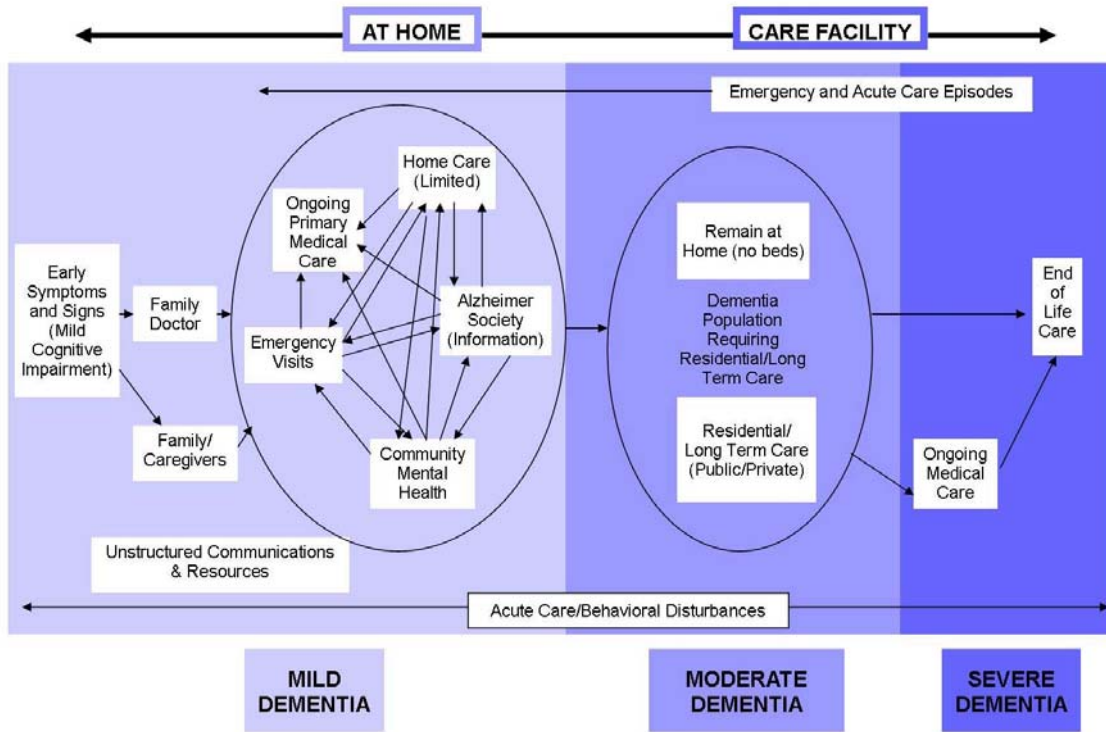 AT HOME
CARE FACILITY
Emergency and Acute Care Episodes
Home Care
(Limited)
Ongoing
Primary
Medical
Care
Early
Symptoms
and Signs
(Mild
Cognitive
Impairment)
Family
Doctor
Emergency
Visits
Alzheimer
Society
(Information)
Family/
Caregivers
Community
Mental
Health
Unstructured Communications
& Resources
Remain at
Home (no beds)
Dementia
Population
Requiring
Residential/Long
Term Care
Residential/
Long Term Care
(Public/Private)
End
of
Life
Care
Ongoing
Medical
Care
Acute Care/Behavioral Disturbances
MILD
DEMENTIA
MODERATE
DEMENTIA
SEVERE
DEMENTIA